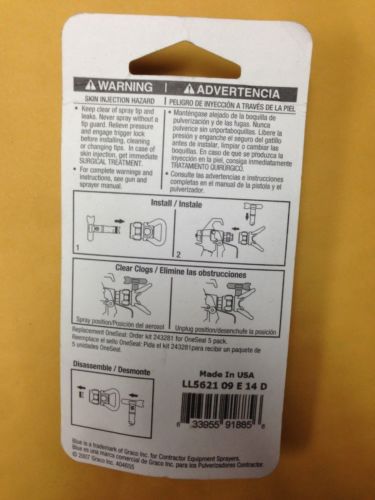 WARNING
ADVERTENCIA
SKIN INJECTION HAZARD
PELIGRO DE INYECCIÓN A TRAVÉS DE LA PIEL
• Keep clear of spray tip and
leaks. Never spray without a
tip guard. Relieve pressure
and engage trigger lock
before installing, cleaning
or changing tips. In case of
skin injection, get immediate
SURGICAL TREATMENT.
• For complete warnings and
instructions, see gun and
sprayer manual.
• Manténgase alejado de la boquilla de
pulverización y de las fugas. Nunca
pulverice sin unportaboquillas. Libere la
presión y enganche el seguro del gatillo
antes de instalar, limpiar o cambiar las
boquillas. En caso de que se produzca la
inyección en la piel, consiga immediatamente
TRATAMIENTO QUIRÚRGICO.
• Consulte las advertencias e instrucciones
completas en el manual de la pistola y el
pulverizador.
Install / Instale
1
2
Clear Clogs / Elimine las obstrucciones
Spray position/Posición del aerosol
Unplug position/desenchufe la posición
Replacement OneSeal: Order kit 243281 for OneSeal 5 pack.
Reemplace el sello OneSeal: Pida el kit 243281 para recibir un paquete de
5 unidades OneSeal.
Disassemble / Desmonte
Made In USA
LL5621 09 E 14 D
6 33955 91865 6
Blue is a trademark of Graco Inc. for Contractor Equipment Sprayers.
Blue es una marca comercial de Graco Inc. para los Pulverizadores Contractor.
© 2007 Graco Inc. 404655